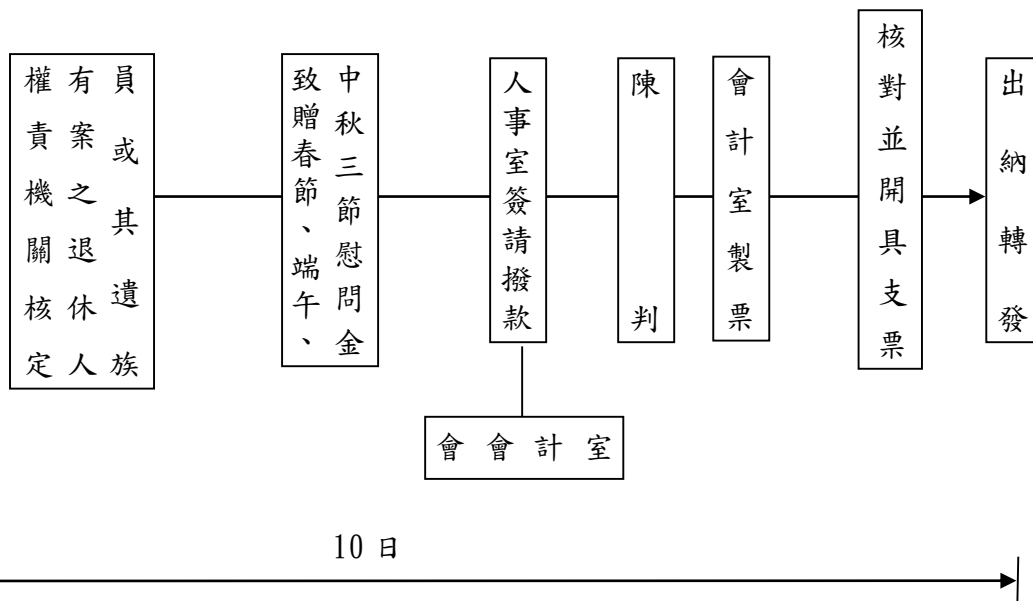 權責機關核定
有案之退休人
員或其遺族
致贈春節、端午、
中秋三節慰問金
人事室簽請撥款
陳判
會計室製票
核對並開具支票
出納轉發
會會計室
10 日